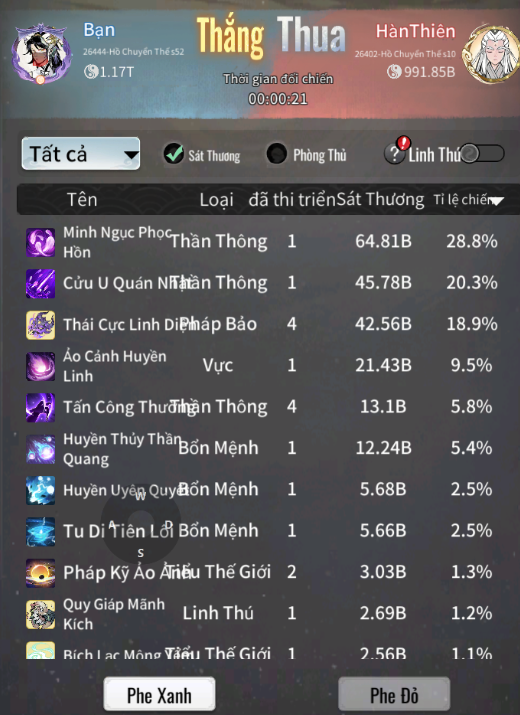 Bạn
Thắng
Thua
HànThiên
26444-Hồ Chuyển Thế s52
26402-Hồ Chuyển Thế s10
1.17T
991.85B
Thời gian đối chiến
00:00:21
Tất cả
Sát Thương
Phòng Thủ
Linh Thú
Tên Loại đã thi triển Sát Thương Tỉ lệ chiến
Minh Ngục Phọc Hồn Thần Thông 1 64.81B 28.8%
Cửu U Quán Nhật Thần Thông 1 45.78B 20.3%
Thái Cực Linh Diện Pháp Bảo 4 42.56B 18.9%
Ảo Cánh Huyền Linh Vực 1 21.43B 9.5%
Tấn Công Thường Thần Thông 4 13.1B 5.8%
Huyền Thủy Thần Quang Bổn Mệnh 1 12.24B 5.4%
Huyền Uyên Quyết Bổn Mệnh 1 5.68B 2.5%
Tu Di Tiên Lôi Bổn Mệnh 1 5.66B 2.5%
Pháp Kỹ Ảo Ảnh Tiểu Thế Giới 2 3.03B 1.3%
Quy Giáp Mãnh Kích Linh Thú 1 2.69B 1.2%
Bích Lạc Mộng Tiểu Thế Giới 1 2.56B 1.1%
W
A
D
S
Phe Xanh
Phe Đỏ